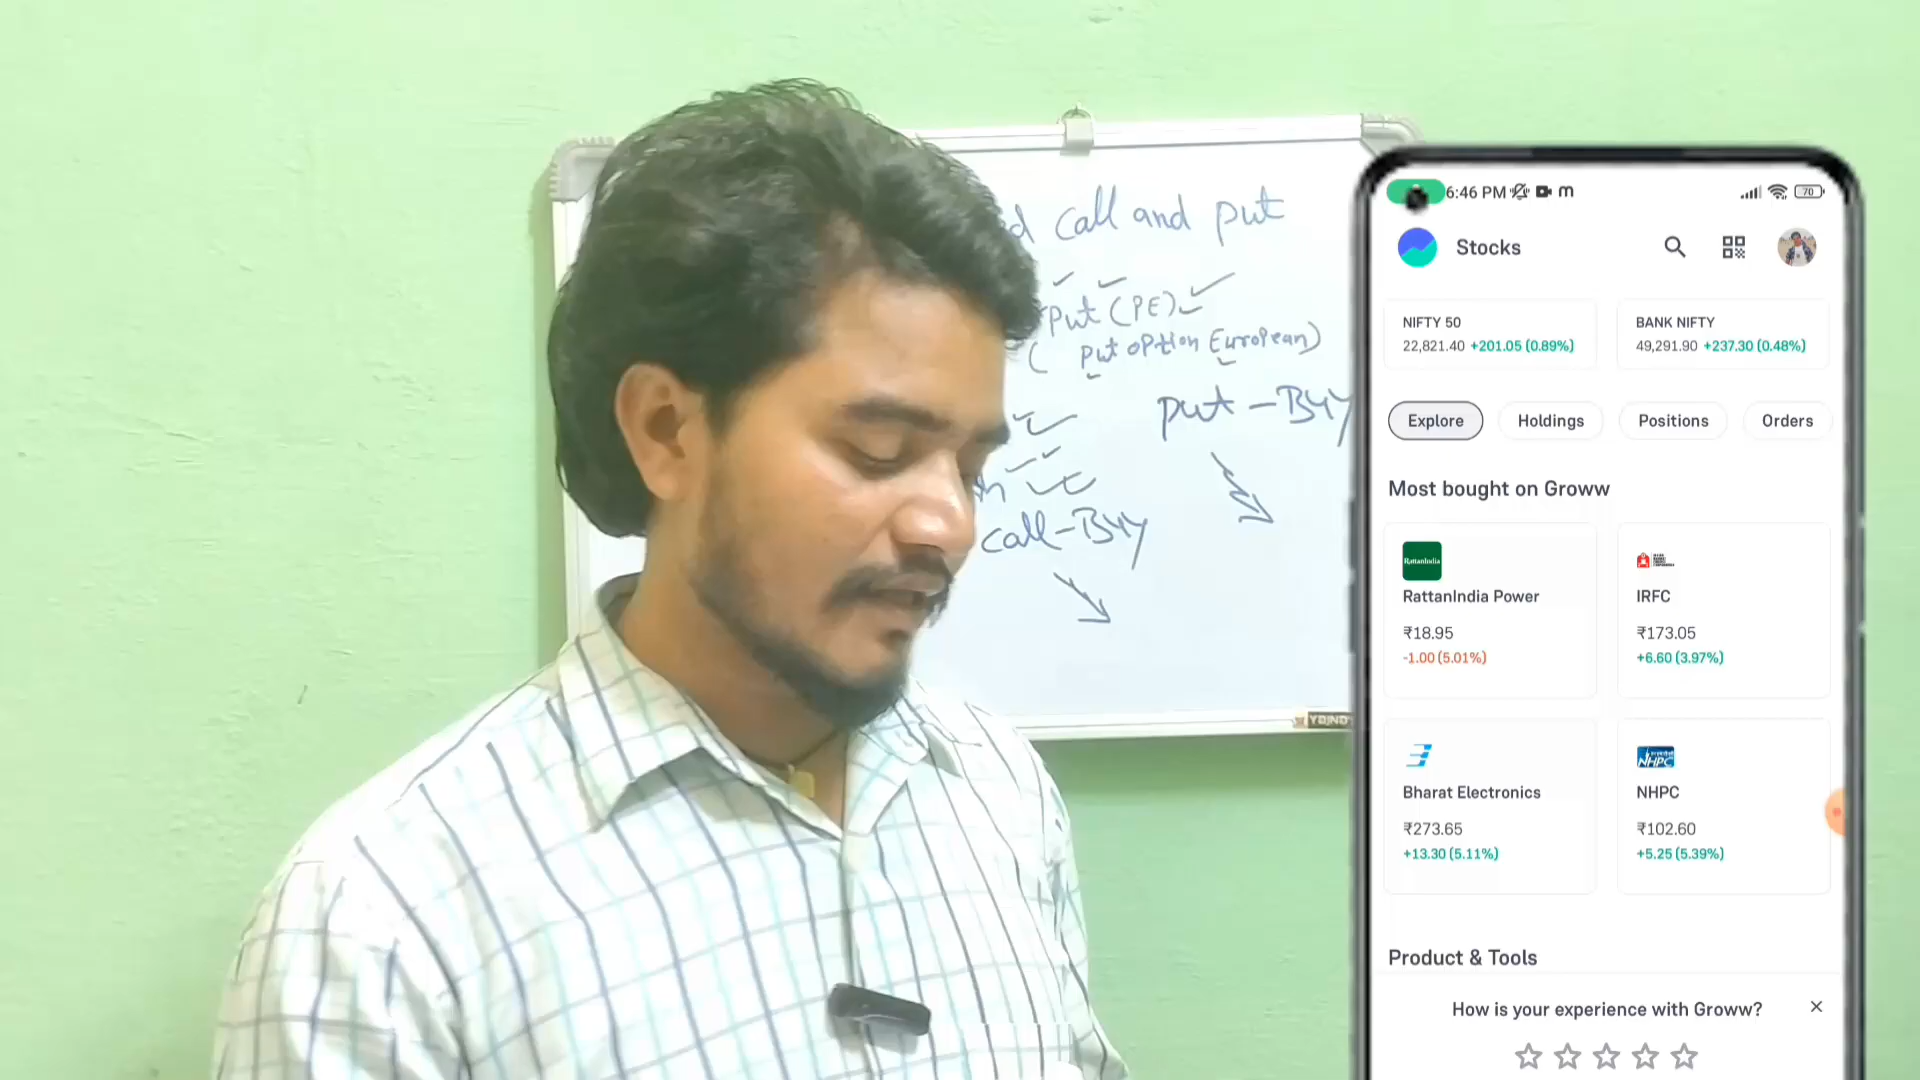 call and put
Put (PE)
( Put option European)
put - Buy
call - Buy
6:46 PM
70
Stocks
NIFTY 50
22,821.40 +201.05 (0.89%)
BANK NIFTY
49,291.90 +237.30 (0.48%)
Explore
Holdings
Positions
Orders
Most bought on Groww
RattanIndia
RattanIndia Power
₹18.95
-1.00 (5.01%)
IRFC
₹173.05
+6.60 (3.97%)
Bharat Electronics
₹273.65
+13.30 (5.11%)
NHPC
NHPC
₹102.60
+5.25 (5.39%)
Product & Tools
How is your experience with Groww?